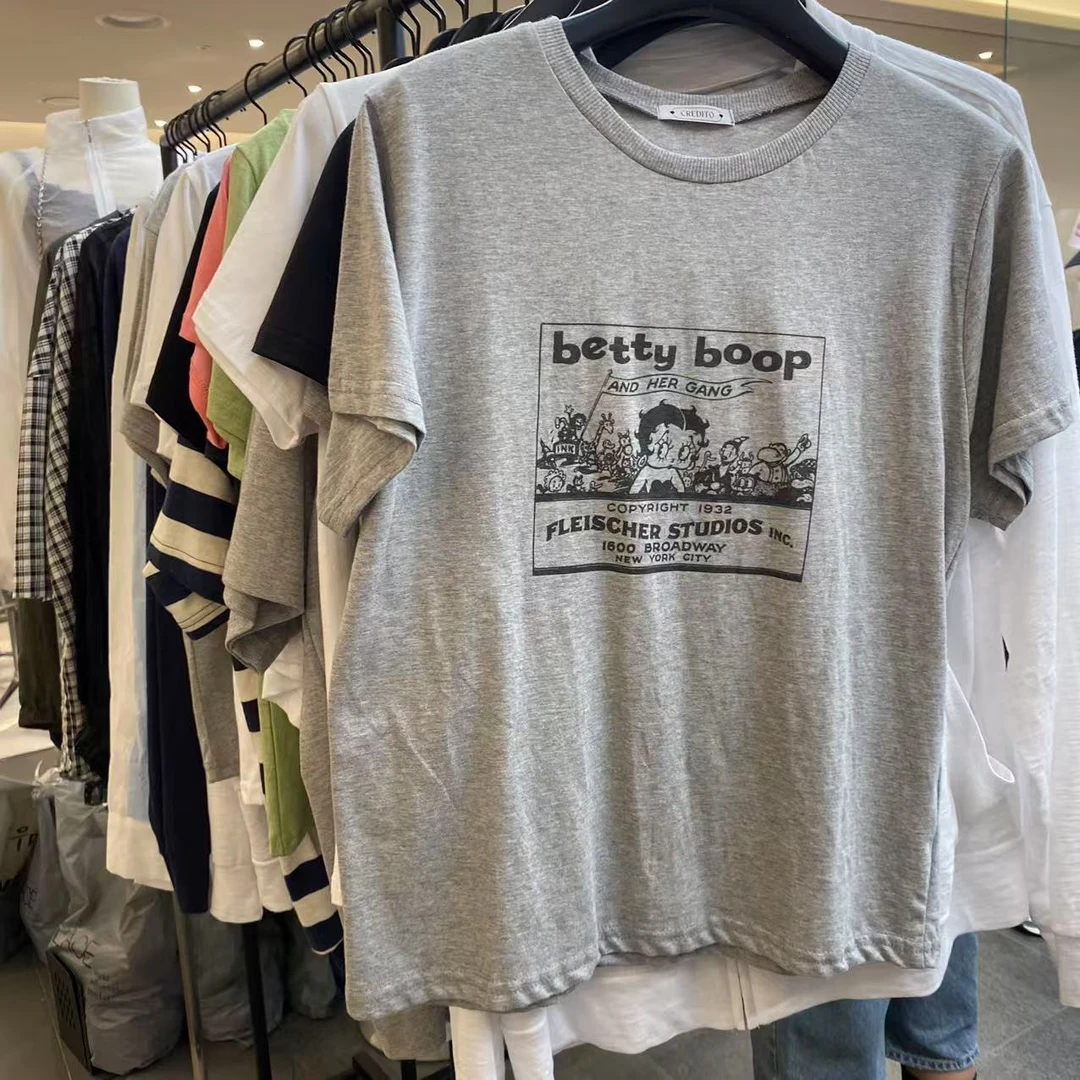 CREDITO
betty boop
AND HER GANG
INK
COPYRIGHT 1932
FLEISCHER STUDIOS INC.
1600 BROADWAY
NEW YORK CITY